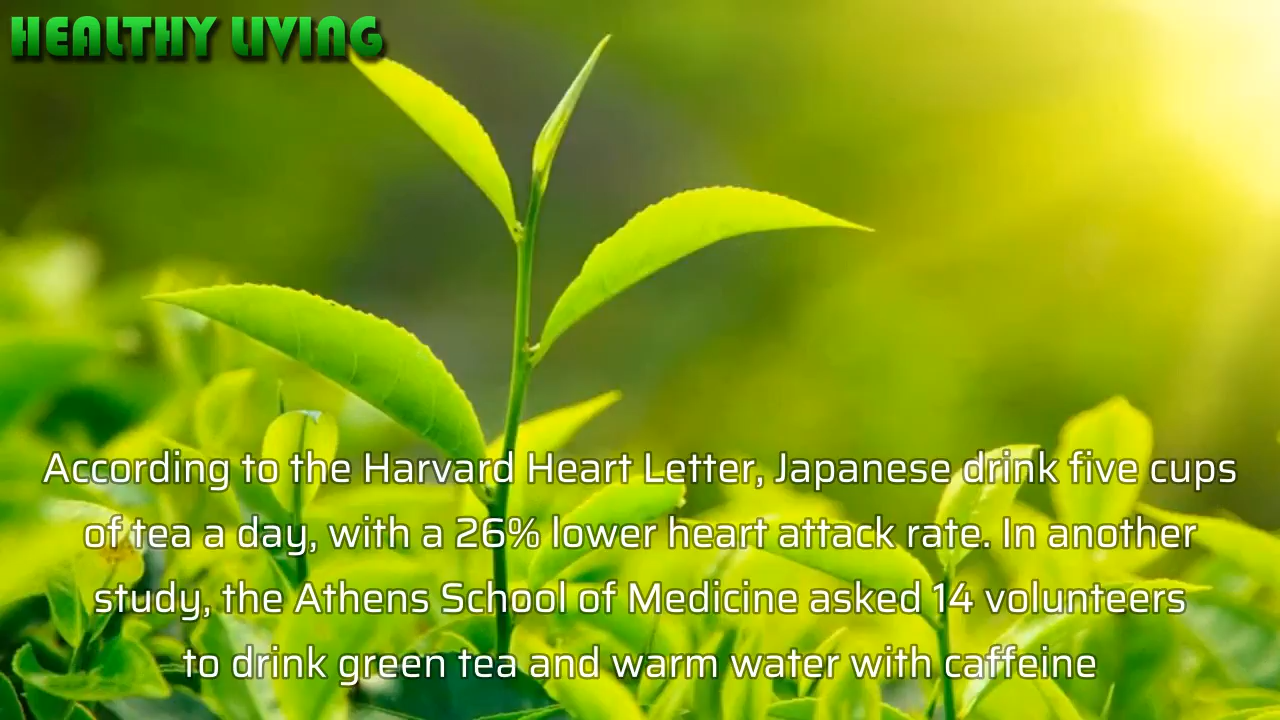 HEALTHY LIVING
According to the Harvard Heart Letter, Japanese drink five cups
of tea a day, with a 26% lower heart attack rate. In another
study, the Athens School of Medicine asked 14 volunteers
to drink green tea and warm water with caffeine